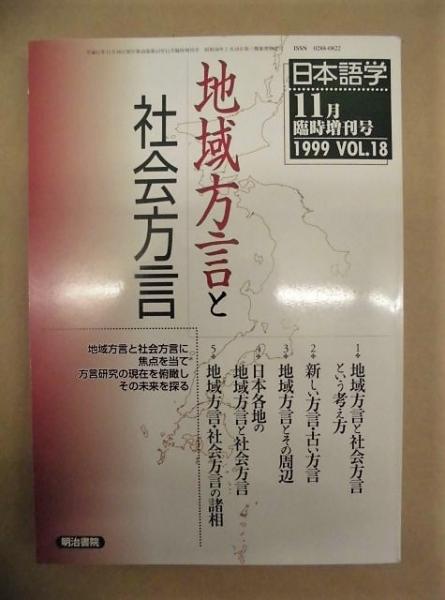 ISSN 0288-0822
日本語学
11月
臨時増刊号
1999 VOL.18
地域方言と
社会方言
1 地域方言と社会方言
という考え方
2 新しい方言・古い方言
3 地域方言とその周辺
4 日本各地の
地域方言と社会方言
5 地域方言・社会方言の諸相
地域方言と社会方言に
焦点を当て
方言研究の現在を俯瞰し
その未来を探る
明治書院